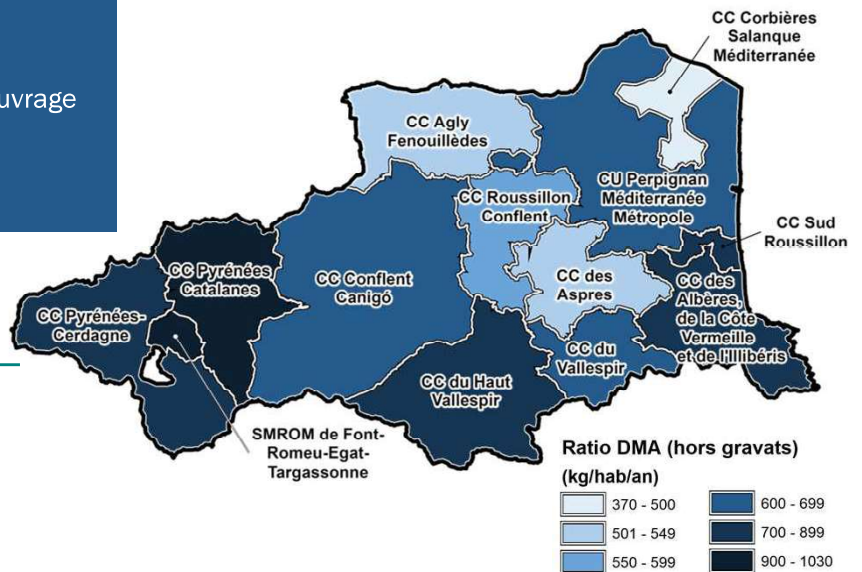 uvrage
CC Corbières
Salanque
Méditerranée
CC Agly
Fenouillèdes
CU Perpignan
Méditerranée
Métropole
CC Roussillon
Conflent
CC Sud
Roussillon
CC Pyrénées
Catalanes
CC Conflent
Canigó
CC des
Aspres
CC des
Albères,
de la Côte
Vermeille
et de l'Illibéris
CC Pyrénées-
Cerdagne
CC du
Vallespir
CC du Haut
Vallespir
SMROM de Font-
Romeu-Egat-
Targassonne
Ratio DMA (hors gravats)
(kg/hab/an)
370 - 500
501 - 549
550 - 599
600 - 699
700 - 899
900 - 1030